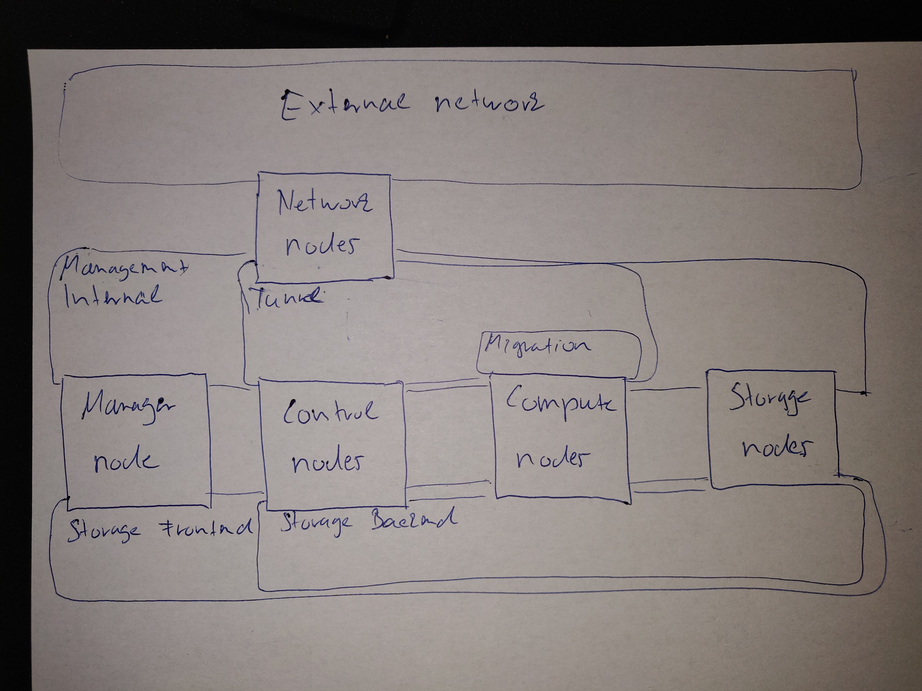 External network
Network
nodes
Management
Internal
Tunnel
Migration
Manager
node
Control
nodes
Compute
nodes
Storage
nodes
Storage Frontend
Storage Backend